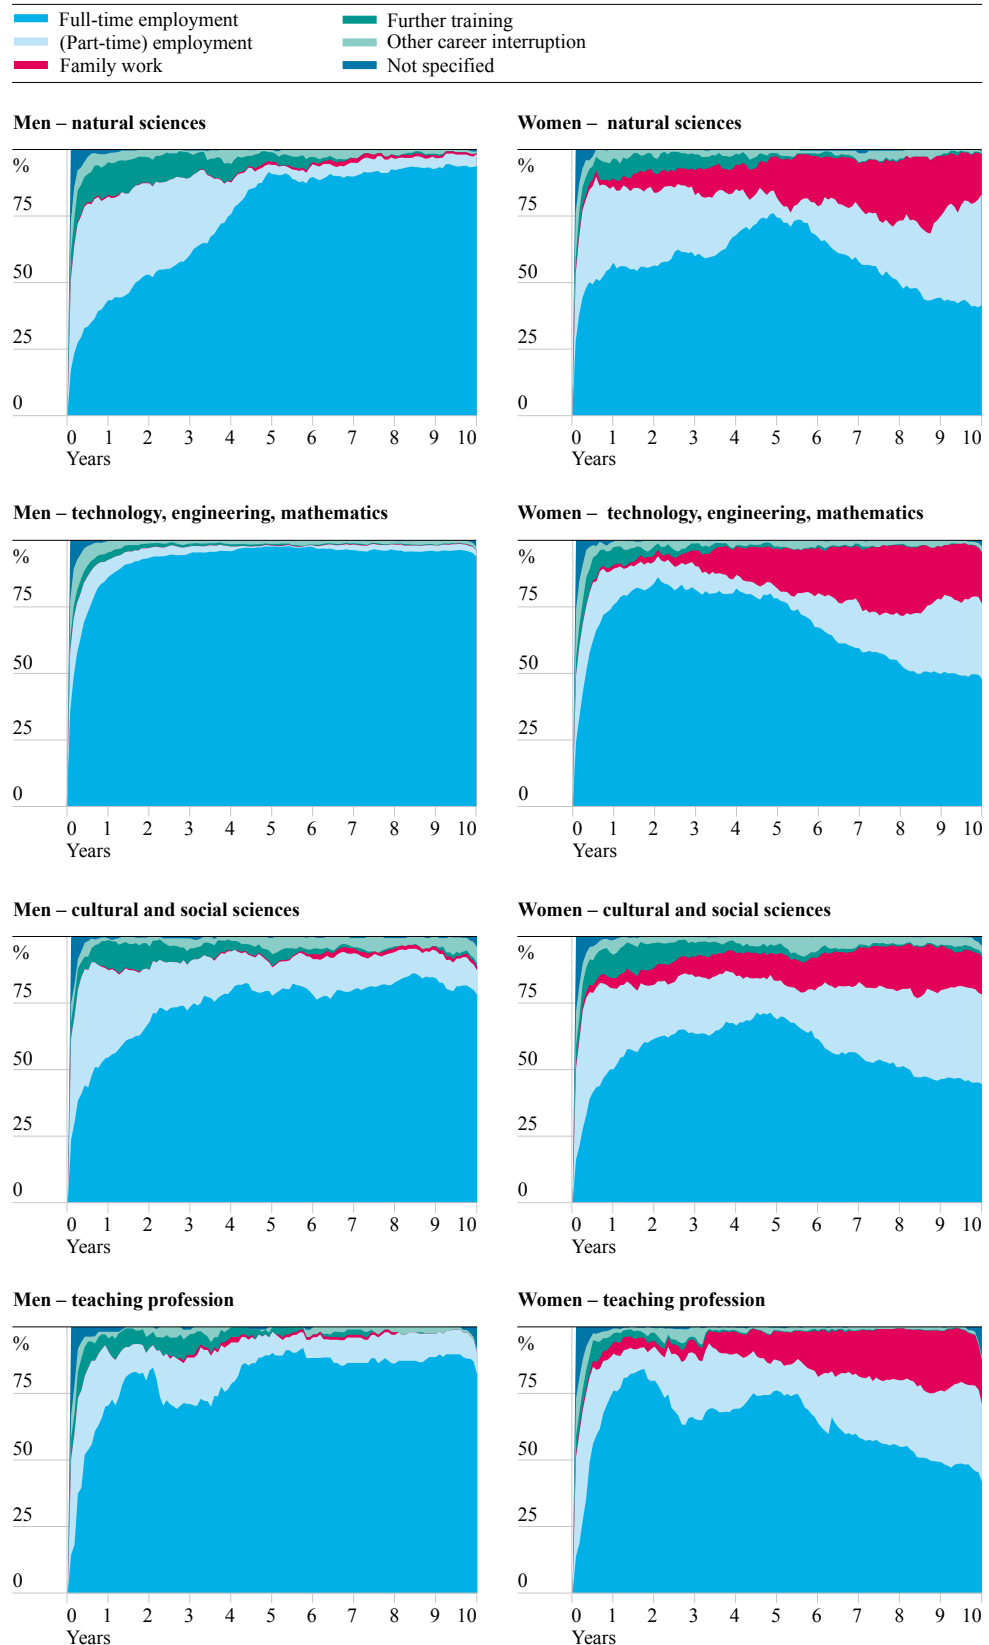 Full-time employment
(Part-time) employment
Family work
Further training
Other career interruption
Not specified
Men – natural sciences
%
75
50
25
0
0 1 2 3 4 5 6 7 8 9 10
Years
Women – natural sciences
%
75
50
25
0
0 1 2 3 4 5 6 7 8 9 10
Years
Men – technology, engineering, mathematics
%
75
50
25
0
0 1 2 3 4 5 6 7 8 9 10
Years
Women – technology, engineering, mathematics
%
75
50
25
0
0 1 2 3 4 5 6 7 8 9 10
Years
Men – cultural and social sciences
%
75
50
25
0
0 1 2 3 4 5 6 7 8 9 10
Years
Women – cultural and social sciences
%
75
50
25
0
0 1 2 3 4 5 6 7 8 9 10
Years
Men – teaching profession
%
75
50
25
0
0 1 2 3 4 5 6 7 8 9 10
Years
Women – teaching profession
%
75
50
25
0
0 1 2 3 4 5 6 7 8 9 10
Years